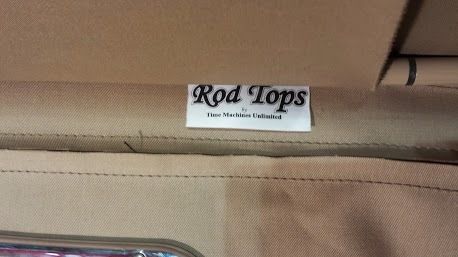 Rod Tops
by
Time Machines Unlimited